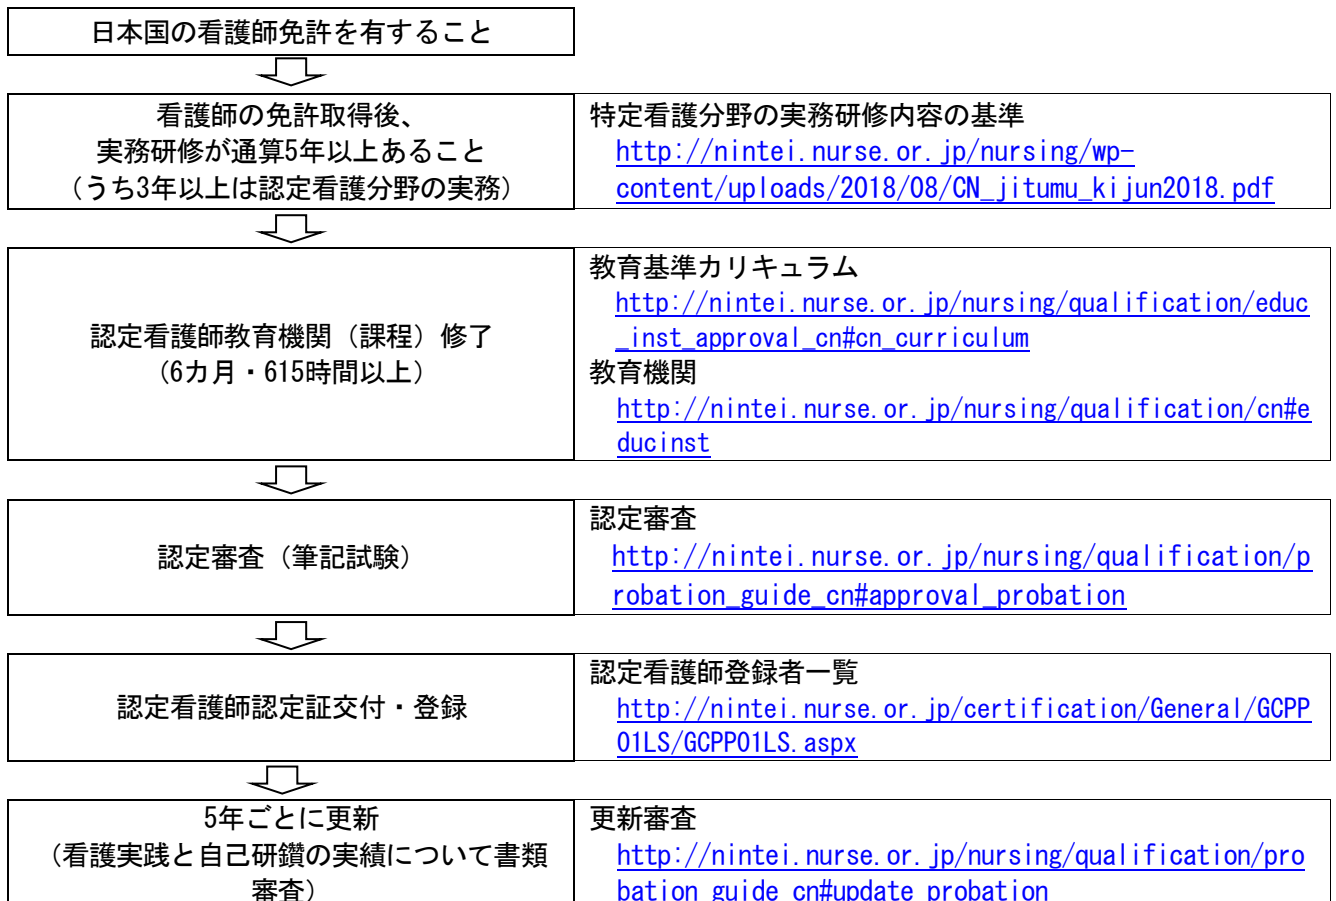 日本国の看護師免許を有すること
看護師の免許取得後、
実務研修が通算5年以上あること
（うち3年以上は認定看護分野の実務）
特定看護分野の実務研修内容の基準
http://nintei.nurse.or.jp/nursing/wp-
content/uploads/2018/08/CN_jitumu_kijun2018.pdf
認定看護師教育機関（課程）修了
（6カ月・615時間以上）
教育基準カリキュラム
http://nintei.nurse.or.jp/nursing/qualification/educ
_inst_approval_cn#cn_curriculum
教育機関
http://nintei.nurse.or.jp/nursing/qualification/cn#e
ducinst
認定審査（筆記試験）
認定審査
http://nintei.nurse.or.jp/nursing/qualification/p
robation_guide_cn#approval_probation
認定看護師認定証交付・登録
認定看護師登録者一覧
http://nintei.nurse.or.jp/certification/General/GCPP
01LS/GCPP01LS.aspx
5年ごとに更新
（看護実践と自己研鑽の実績について書類
審査）
更新審査
http://nintei.nurse.or.jp/nursing/qualification/pro
bation_guide_cn#update_probation